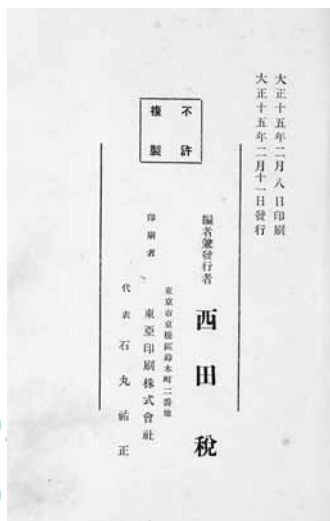 大正十五年二月八日印刷
大正十五年二月十一日發行
不許
複製
編者兼發行者 西田稅
東京市京橋區鈴木町二番地
印刷者 東亞印刷株式會社
代表 石丸祐正